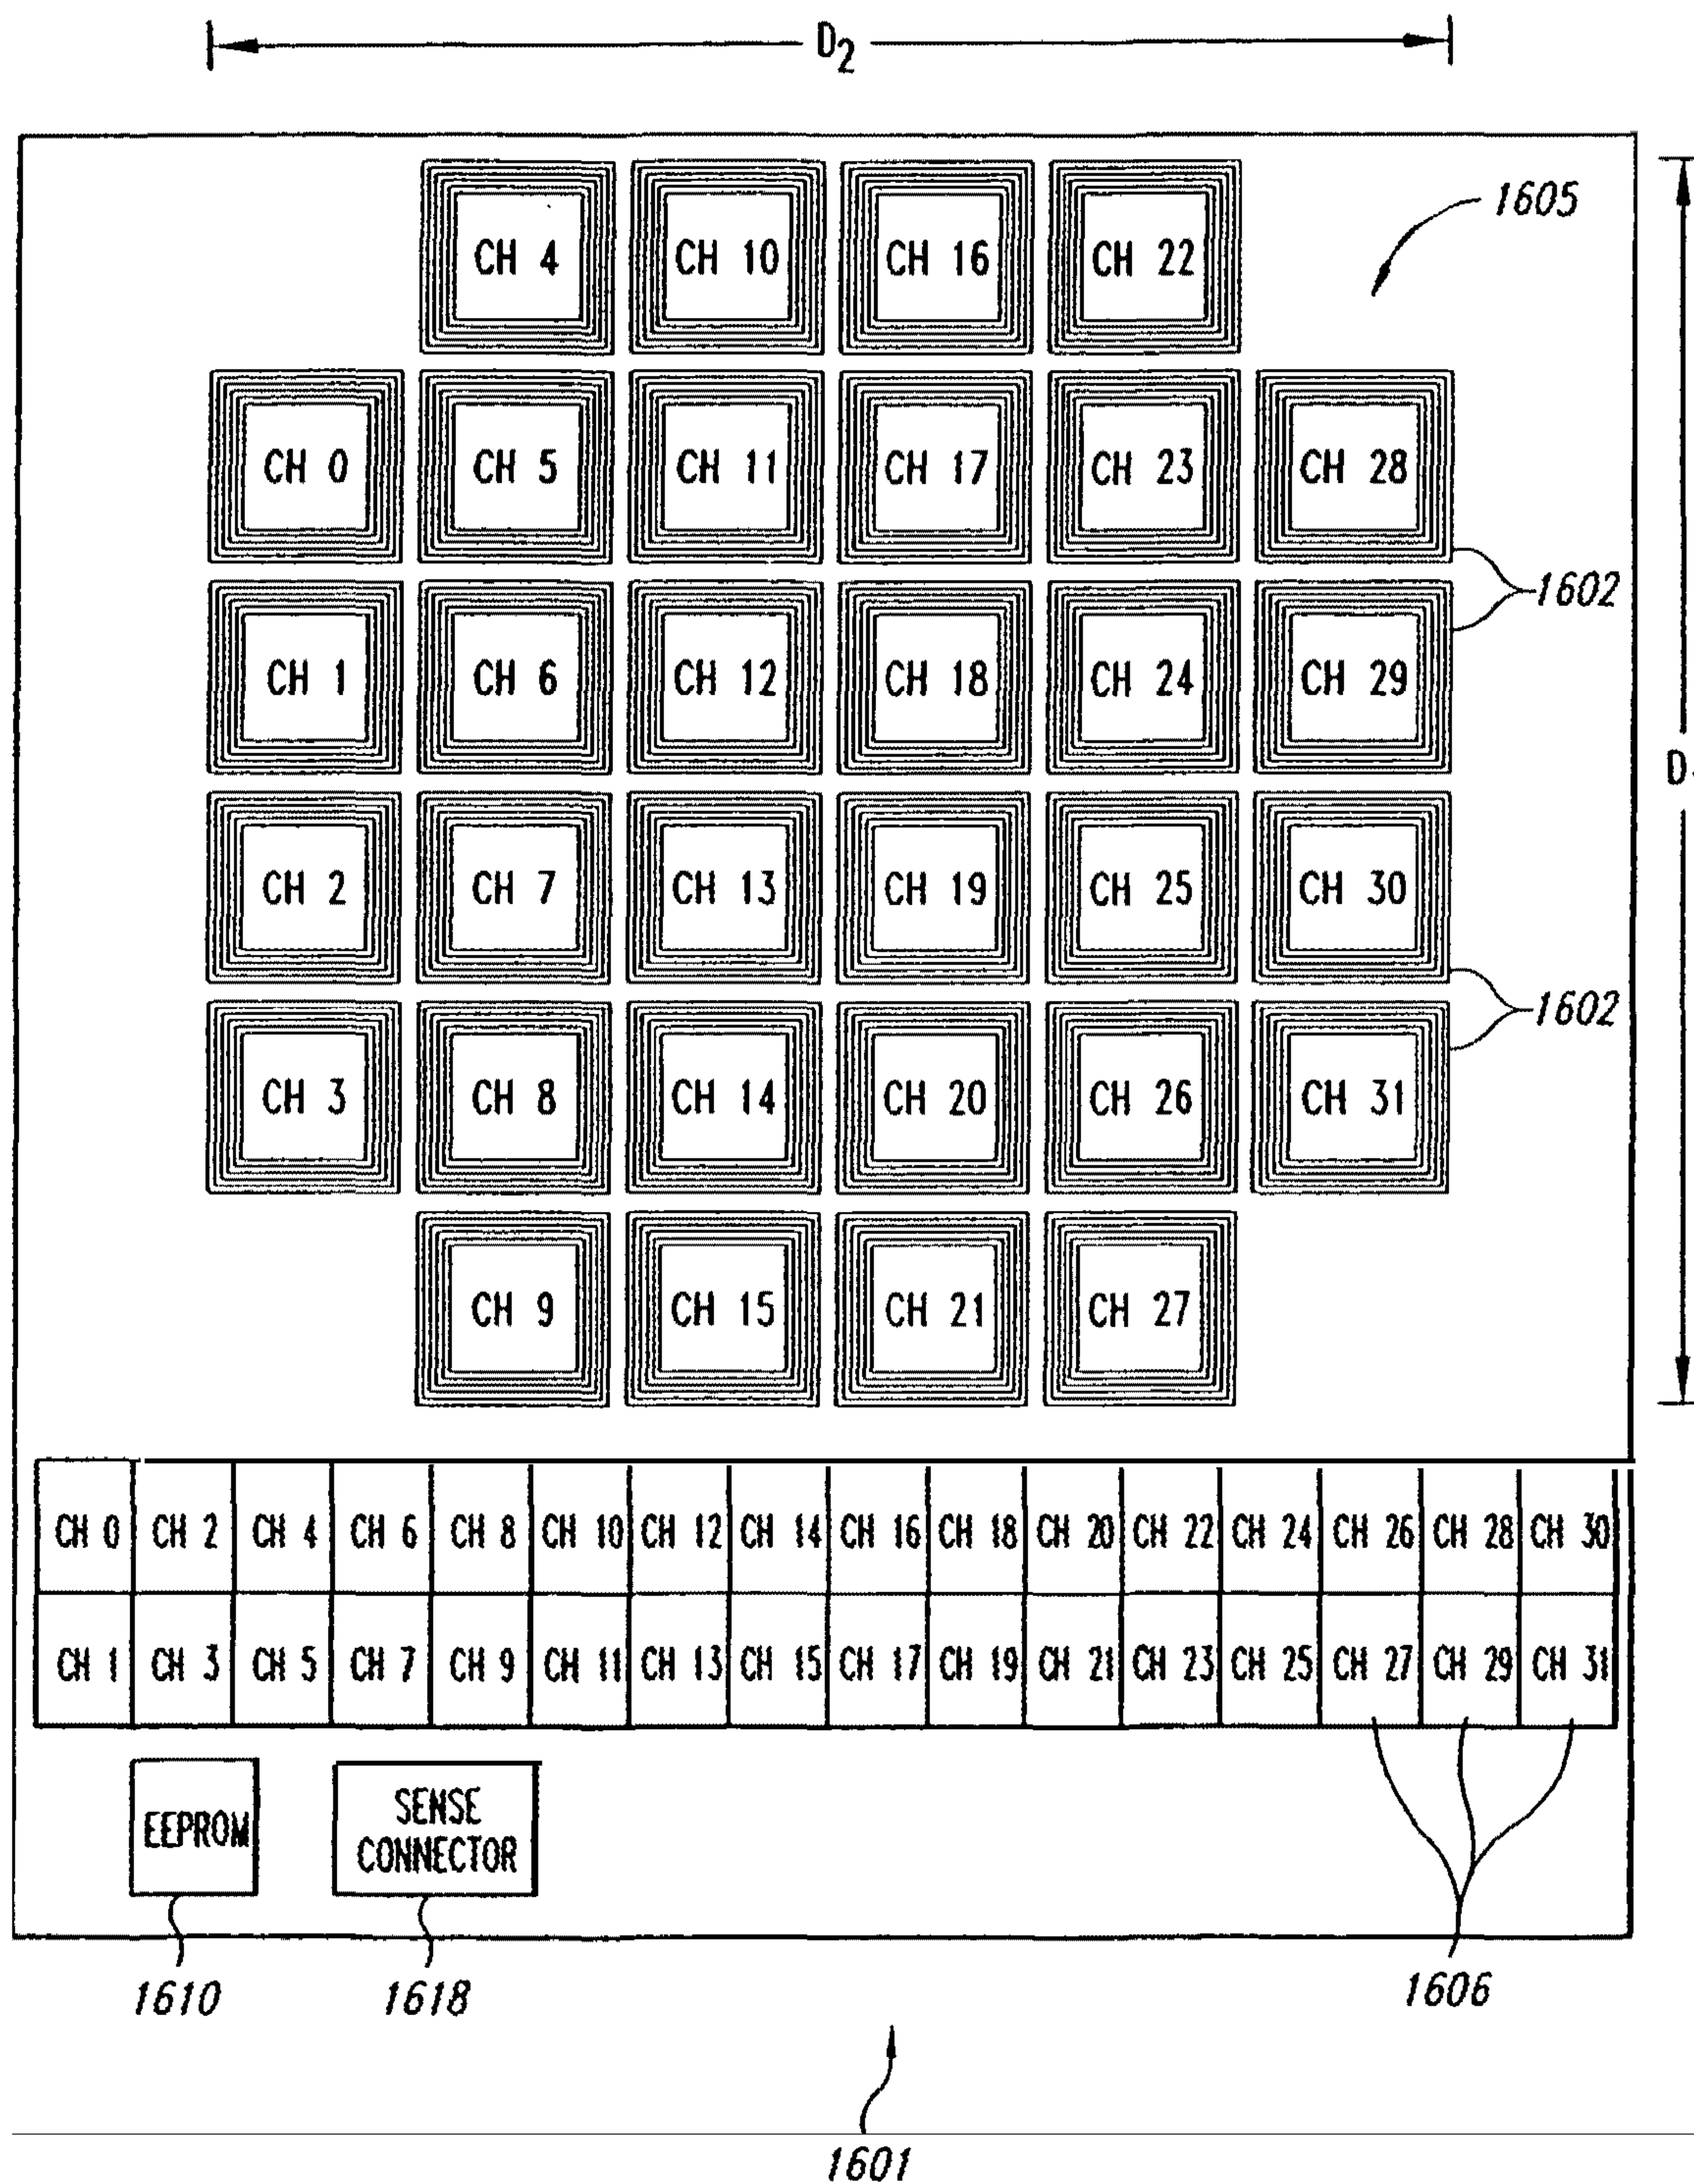 D2
1605
CH 4 CH 10 CH 16 CH 22
CH 0 CH 5 CH 11 CH 17 CH 23 CH 28
1602
CH 1 CH 6 CH 12 CH 18 CH 24 CH 29
D
CH 2 CH 7 CH 13 CH 19 CH 25 CH 30
1602
CH 3 CH 8 CH 14 CH 20 CH 26 CH 31
CH 9 CH 15 CH 21 CH 27
CH 0 CH 2 CH 4 CH 6 CH 8 CH 10 CH 12 CH 14 CH 16 CH 18 CH 20 CH 22 CH 24 CH 26 CH 28 CH 30
CH 1 CH 3 CH 5 CH 7 CH 9 CH 11 CH 13 CH 15 CH 17 CH 19 CH 21 CH 23 CH 25 CH 27 CH 29 CH 31
EEPROM
SENSE
CONNECTOR
1610
1618
1606
1601